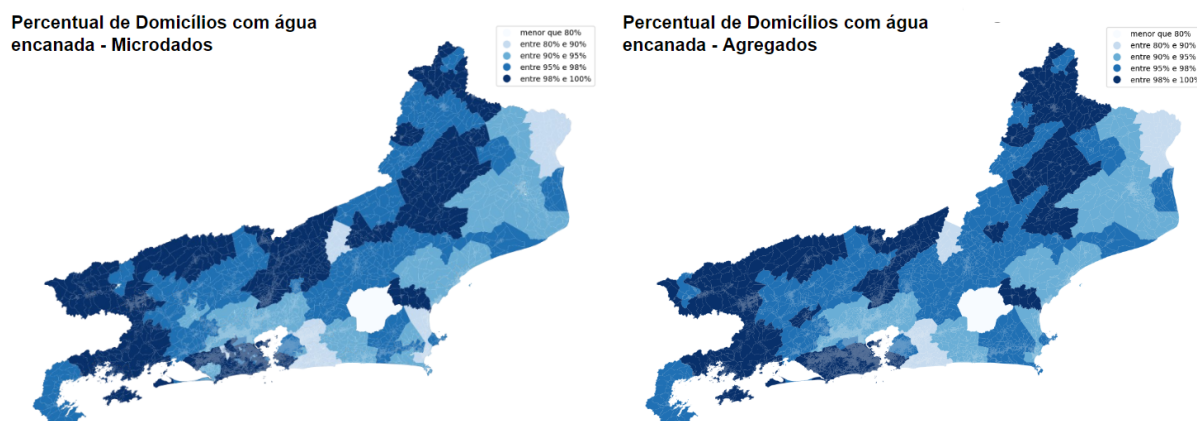 Percentual de Domicílios com água
encanada - Microdados
menor que 80%
entre 80% e 90%
entre 90% e 95%
entre 95% e 98%
entre 98% e 100%
Percentual de Domicílios com água
encanada - Agregados
menor que 80%
entre 80% e 90%
entre 90% e 95%
entre 95% e 98%
entre 98% e 100%